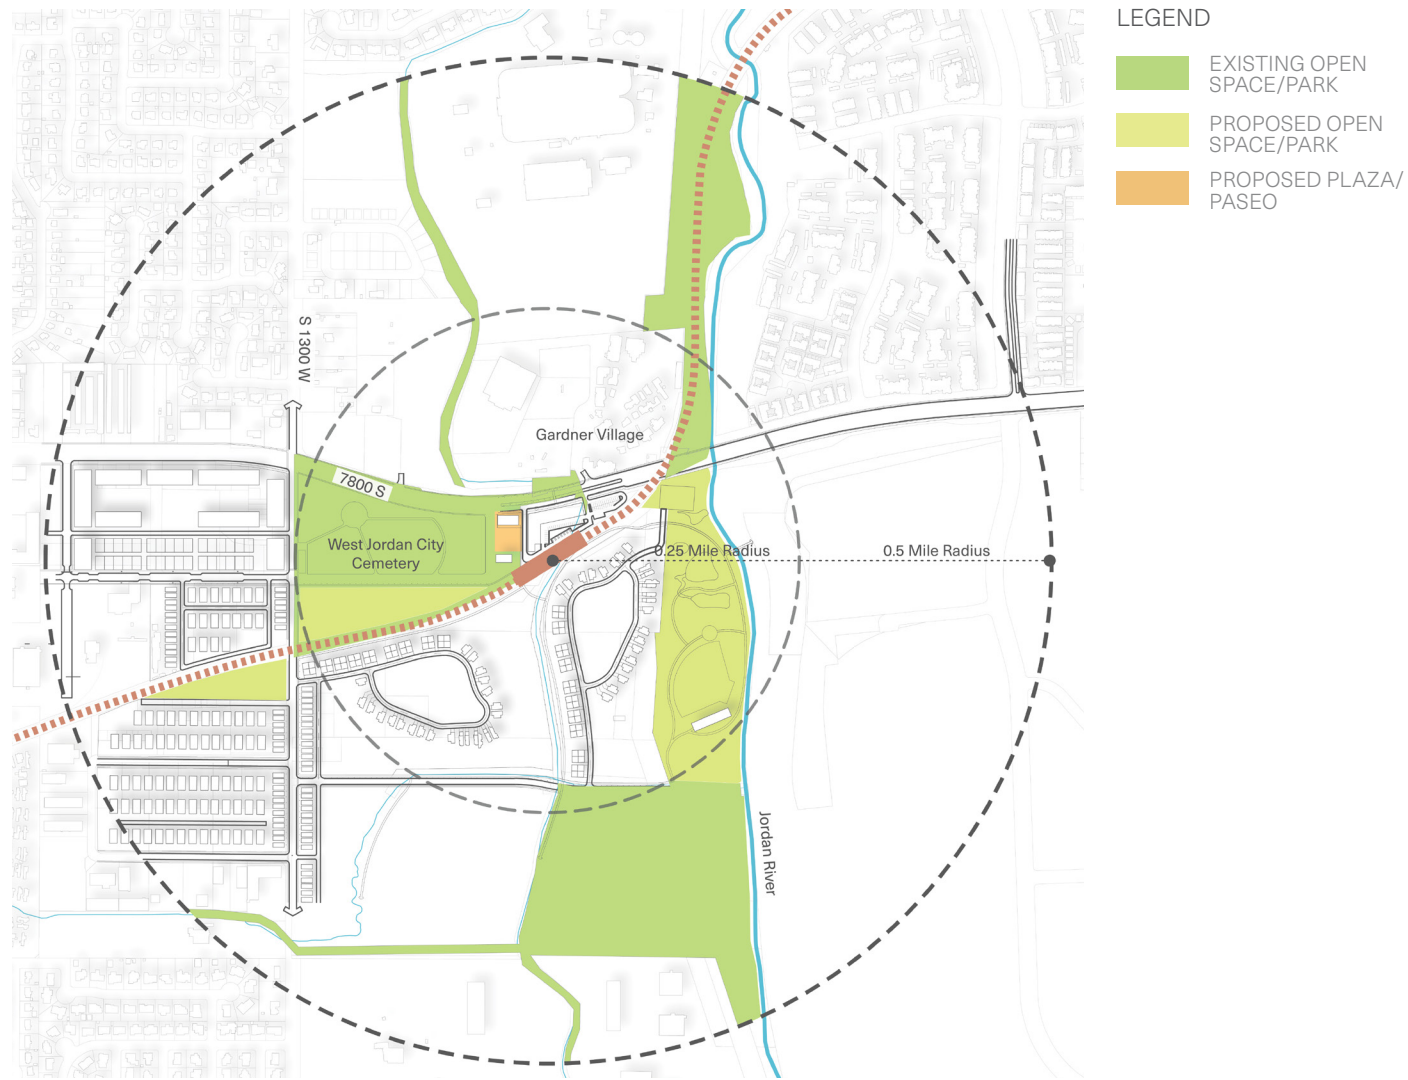 LEGEND
EXISTING OPEN
SPACE/PARK
PROPOSED OPEN
SPACE/PARK
PROPOSED PLAZA/
PASEO
S 1300 W
Gardner Village
7800 S
West Jordan City
Cemetery
0.25 Mile Radius
0.5 Mile Radius
Jordan River